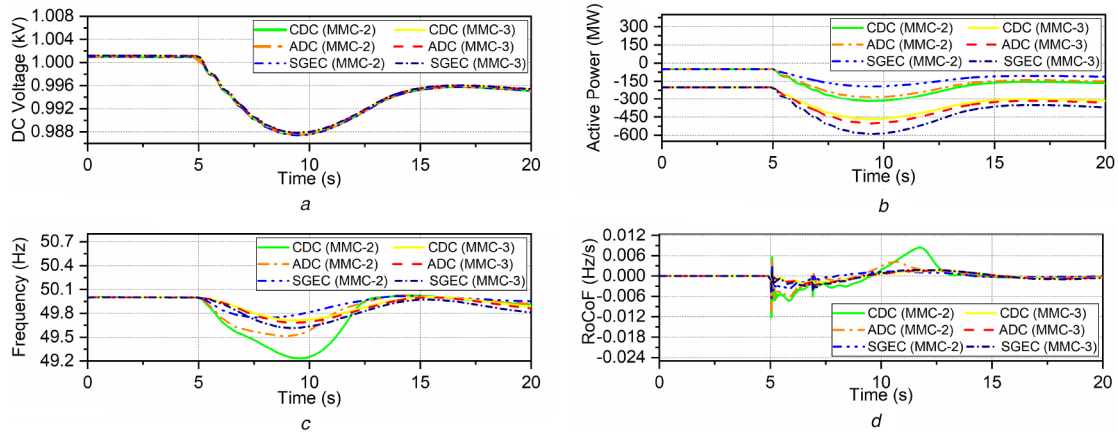 a
1.008
1.004
1.000
0.996
0.992
0.988
DC Voltage (kV)
CDC (MMC-2)
CDC (MMC-3)
ADC (MMC-2)
ADC (MMC-3)
SGEC (MMC-2)
SGEC (MMC-3)
0
5
10
15
20
Time (s)
a
b
300
150
0
-150
-300
-450
-600
Active Power (MW)
CDC (MMC-2)
CDC (MMC-3)
ADC (MMC-2)
ADC (MMC-3)
SGEC (MMC-2)
SGEC (MMC-3)
0
5
10
15
20
Time (s)
b
50.7
50.4
50.1
49.8
49.5
49.2
Frequency (Hz)
CDC (MMC-2)
CDC (MMC-3)
ADC (MMC-2)
ADC (MMC-3)
SGEC (MMC-2)
SGEC (MMC-3)
0
5
10
15
20
Time (s)
c
0.012
0.006
0.000
-0.006
-0.012
-0.018
-0.024
RoCoF (Hz/s)
CDC (MMC-2)
CDC (MMC-3)
ADC (MMC-2)
ADC (MMC-3)
SGEC (MMC-2)
SGEC (MMC-3)
0
5
10
15
20
Time (s)
d